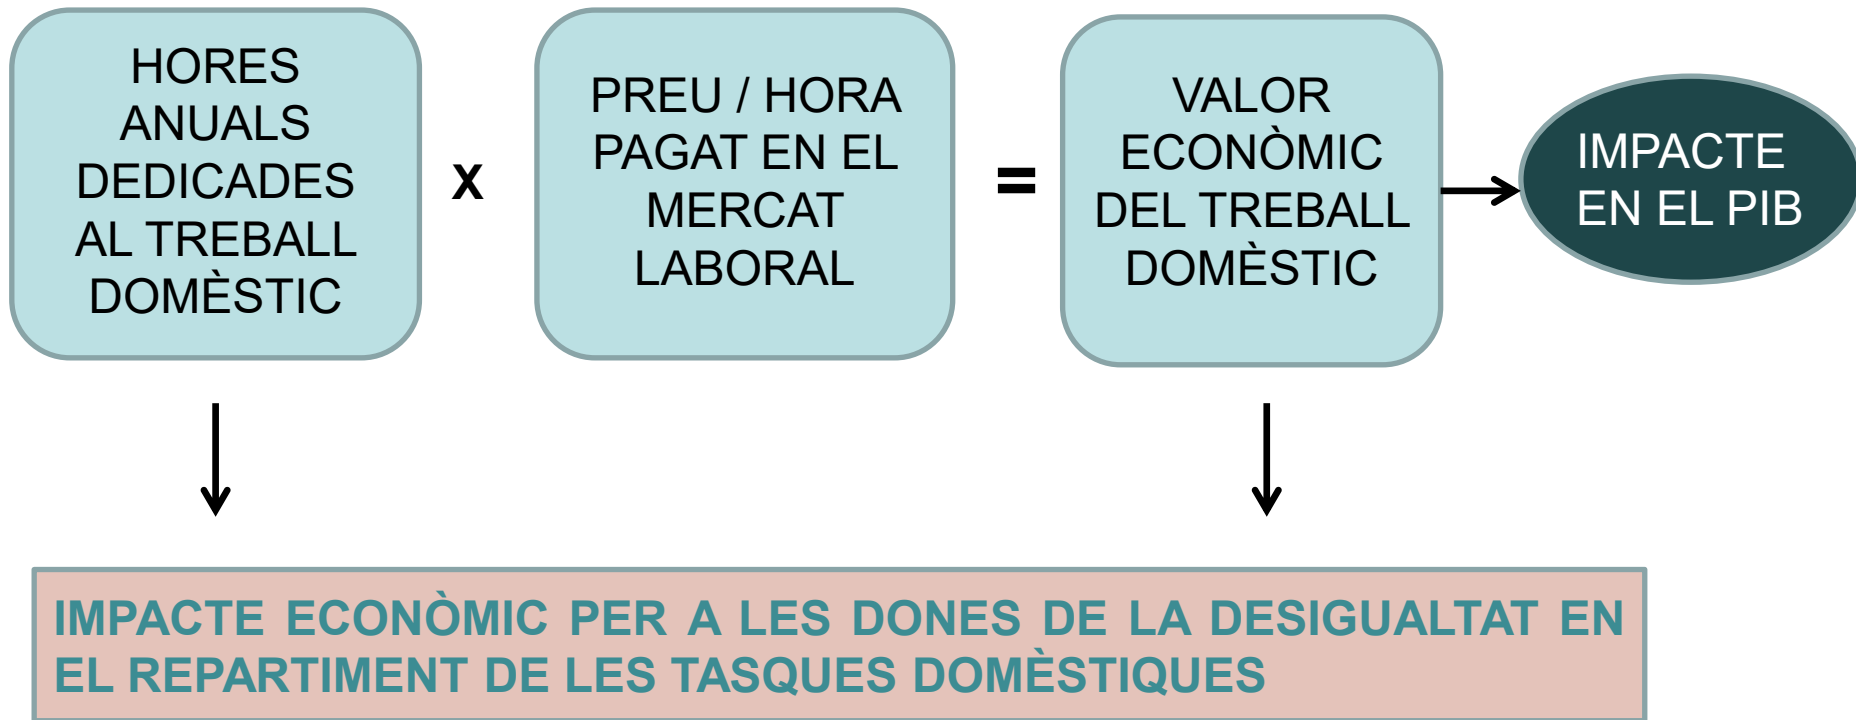 HORES
ANUALS
DEDICADES
AL TREBALL
DOMÈSTIC
x
PREU / HORA
PAGAT EN EL
MERCAT
LABORAL
=
VALOR
ECONÒMIC
DEL TREBALL
DOMÈSTIC
IMPACTE
EN EL PIB
IMPACTE ECONÒMIC PER A LES DONES DE LA DESIGUALTAT EN
EL REPARTIMENT DE LES TASQUES DOMÈSTIQUES